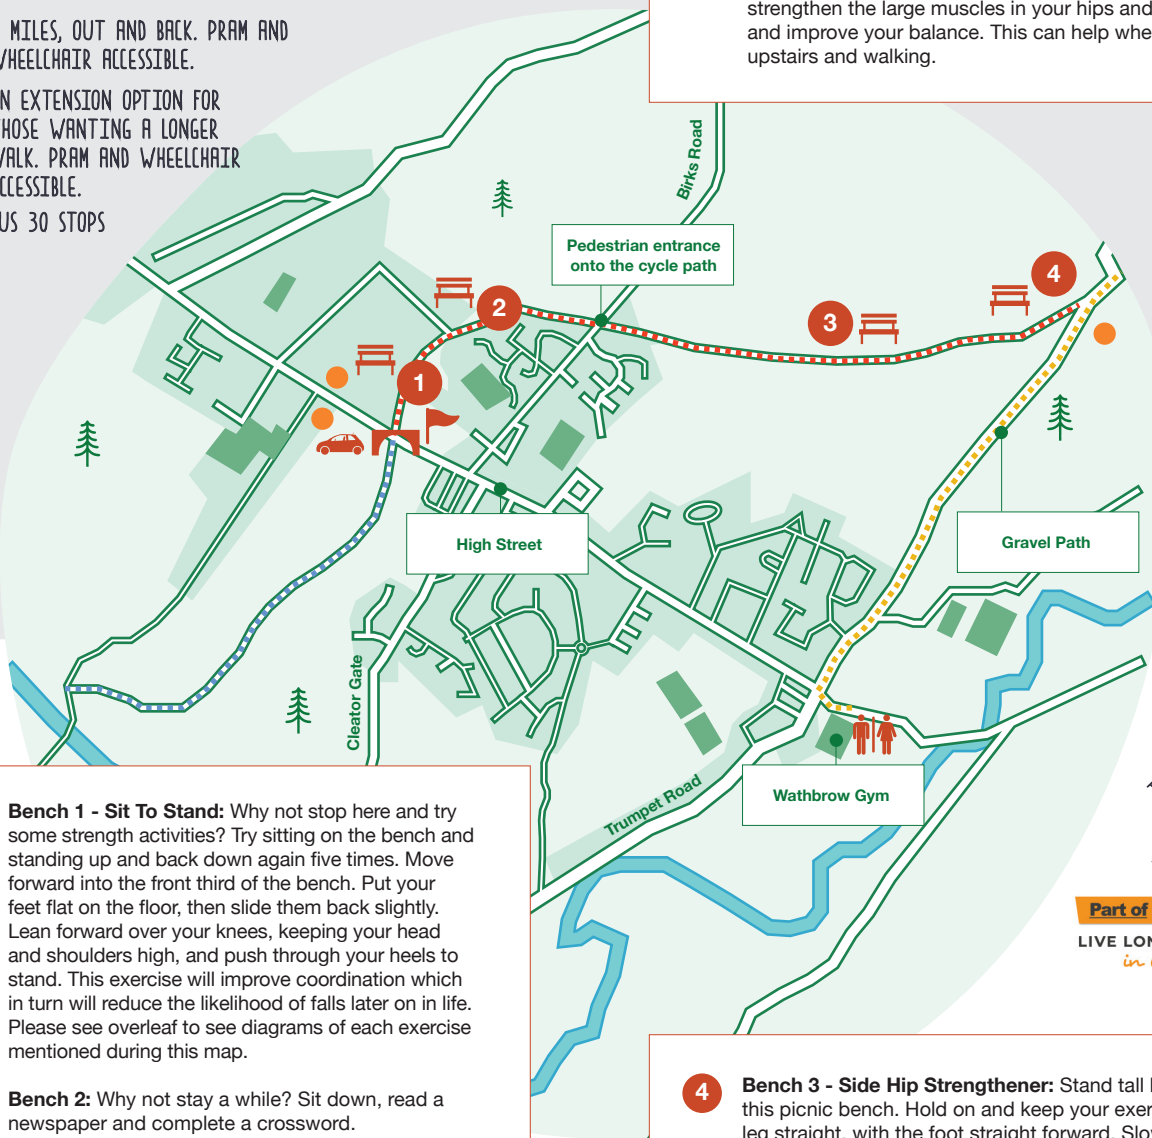 MILES, OUT AND BACK. PRAM AND
WHEELCHAIR ACCESSIBLE.
EXTENSION OPTION FOR
WANTING A LONGER
WALK. PRAM AND WHEELCHAIR
ACCESSIBLE.
30 STOPS
strengthen the large muscles in your hips and
and improve your balance. This can help whe
upstairs and walking.
Birks Road
Pedestrian entrance
onto the cycle path
4
2
3
1
High Street
Gravel Path
Cleator Gate
Trumpet Road
Wathbrow Gym
Bench 1 - Sit To Stand: Why not stop here and try
some strength activities? Try sitting on the bench and
standing up and back down again five times. Move
forward into the front third of the bench. Put your
feet flat on the floor, then slide them back slightly.
Lean forward over your knees, keeping your head
and shoulders high, and push through your heels to
stand. This exercise will improve coordination which
in turn will reduce the likelihood of falls later on in life.
Please see overleaf to see diagrams of each exercise
mentioned during this map.
Bench 2: Why not stay a while? Sit down, read a
newspaper and complete a crossword.
Part of
LIVE LON
in
4
Bench 3 - Side Hip Strengthener: Stand tall
this picnic bench. Hold on and keep your exer
leg straight, with the foot straight forward. Slow